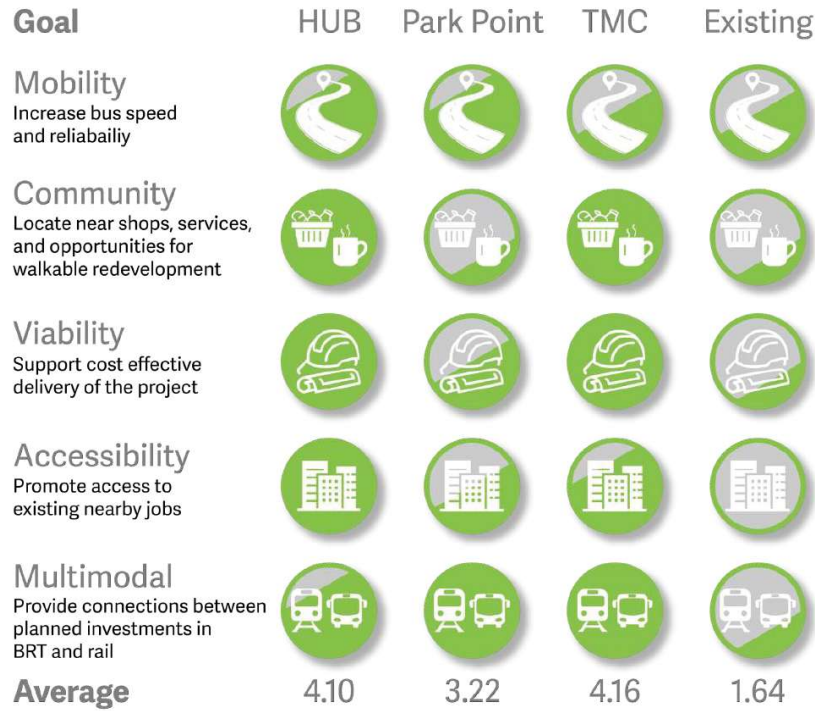 Goal HUB Park Point TMC Existing
Mobility
Increase bus speed
and reliabailiy
Community
Locate near shops, services,
and opportunities for
walkable redevelopment
Viability
Support cost effective
delivery of the project
Accessibility
Promote access to
existing nearby jobs
Multimodal
Provide connections between
planned investments in
BRT and rail
Average 4.10 3.22 4.16 1.64